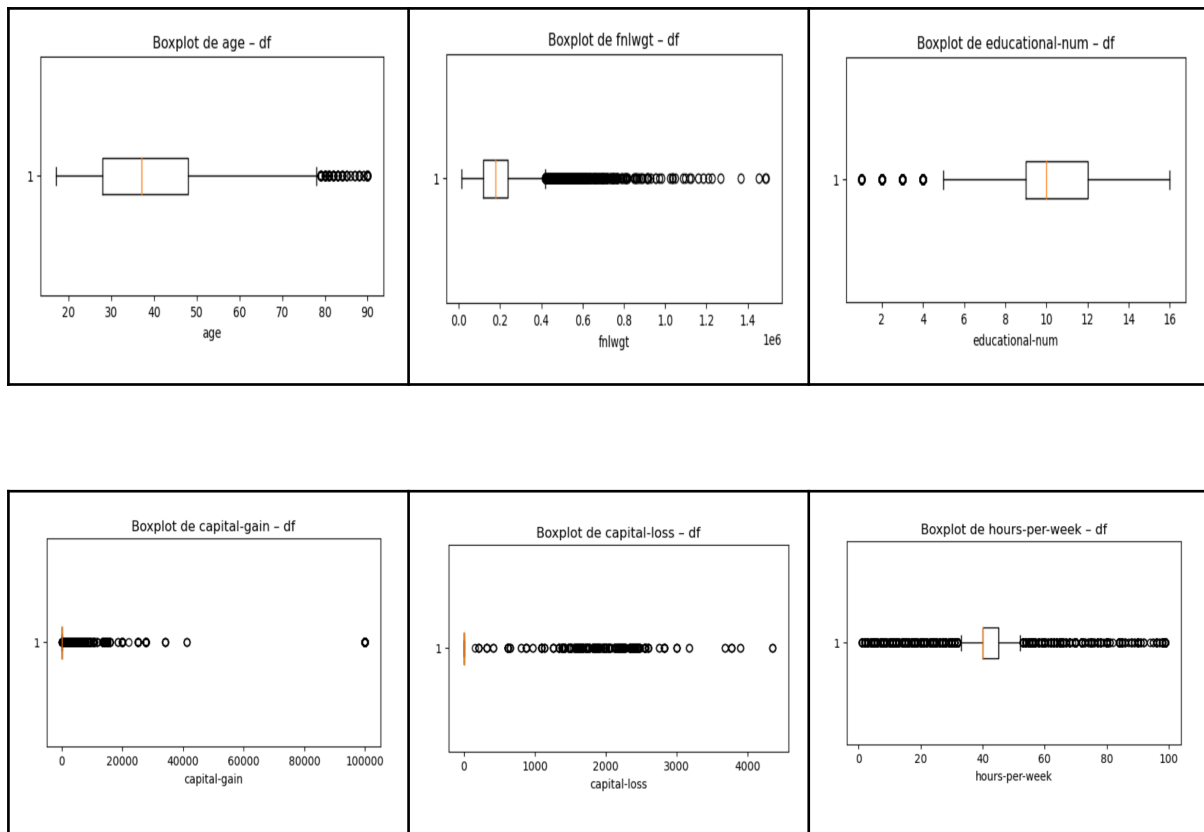 Boxplot de age – df
1
20 30 40 50 60 70 80 90
age
Boxplot de fnlwgt – df
1
0.0 0.2 0.4 0.6 0.8 1.0 1.2 1.4
1e6
fnlwgt
Boxplot de educational-num – df
1
2 4 6 8 10 12 14 16
educational-num
Boxplot de capital-gain – df
1
0 20000 40000 60000 80000 100000
capital-gain
Boxplot de capital-loss – df
1
0 1000 2000 3000 4000
capital-loss
Boxplot de hours-per-week – df
1
0 20 40 60 80 100
hours-per-week